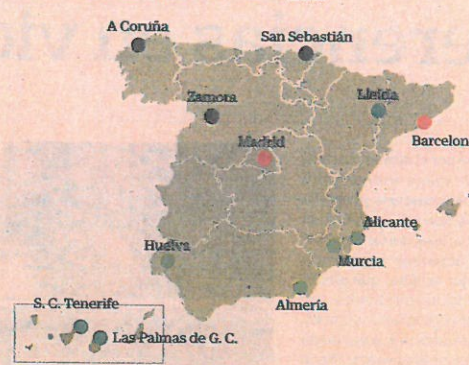 A Coruña
San Sebastián
Zamora
Lleida
Madrid
Barcelon
Alicante
Huelva
Murcia
Almería
S. C. Tenerife
Las Palmas de G. C.